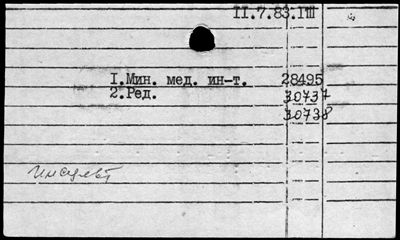 II.7.83.IШ
I.Мин. мед. ин-т. 28495
2.Ред. 30737
30738